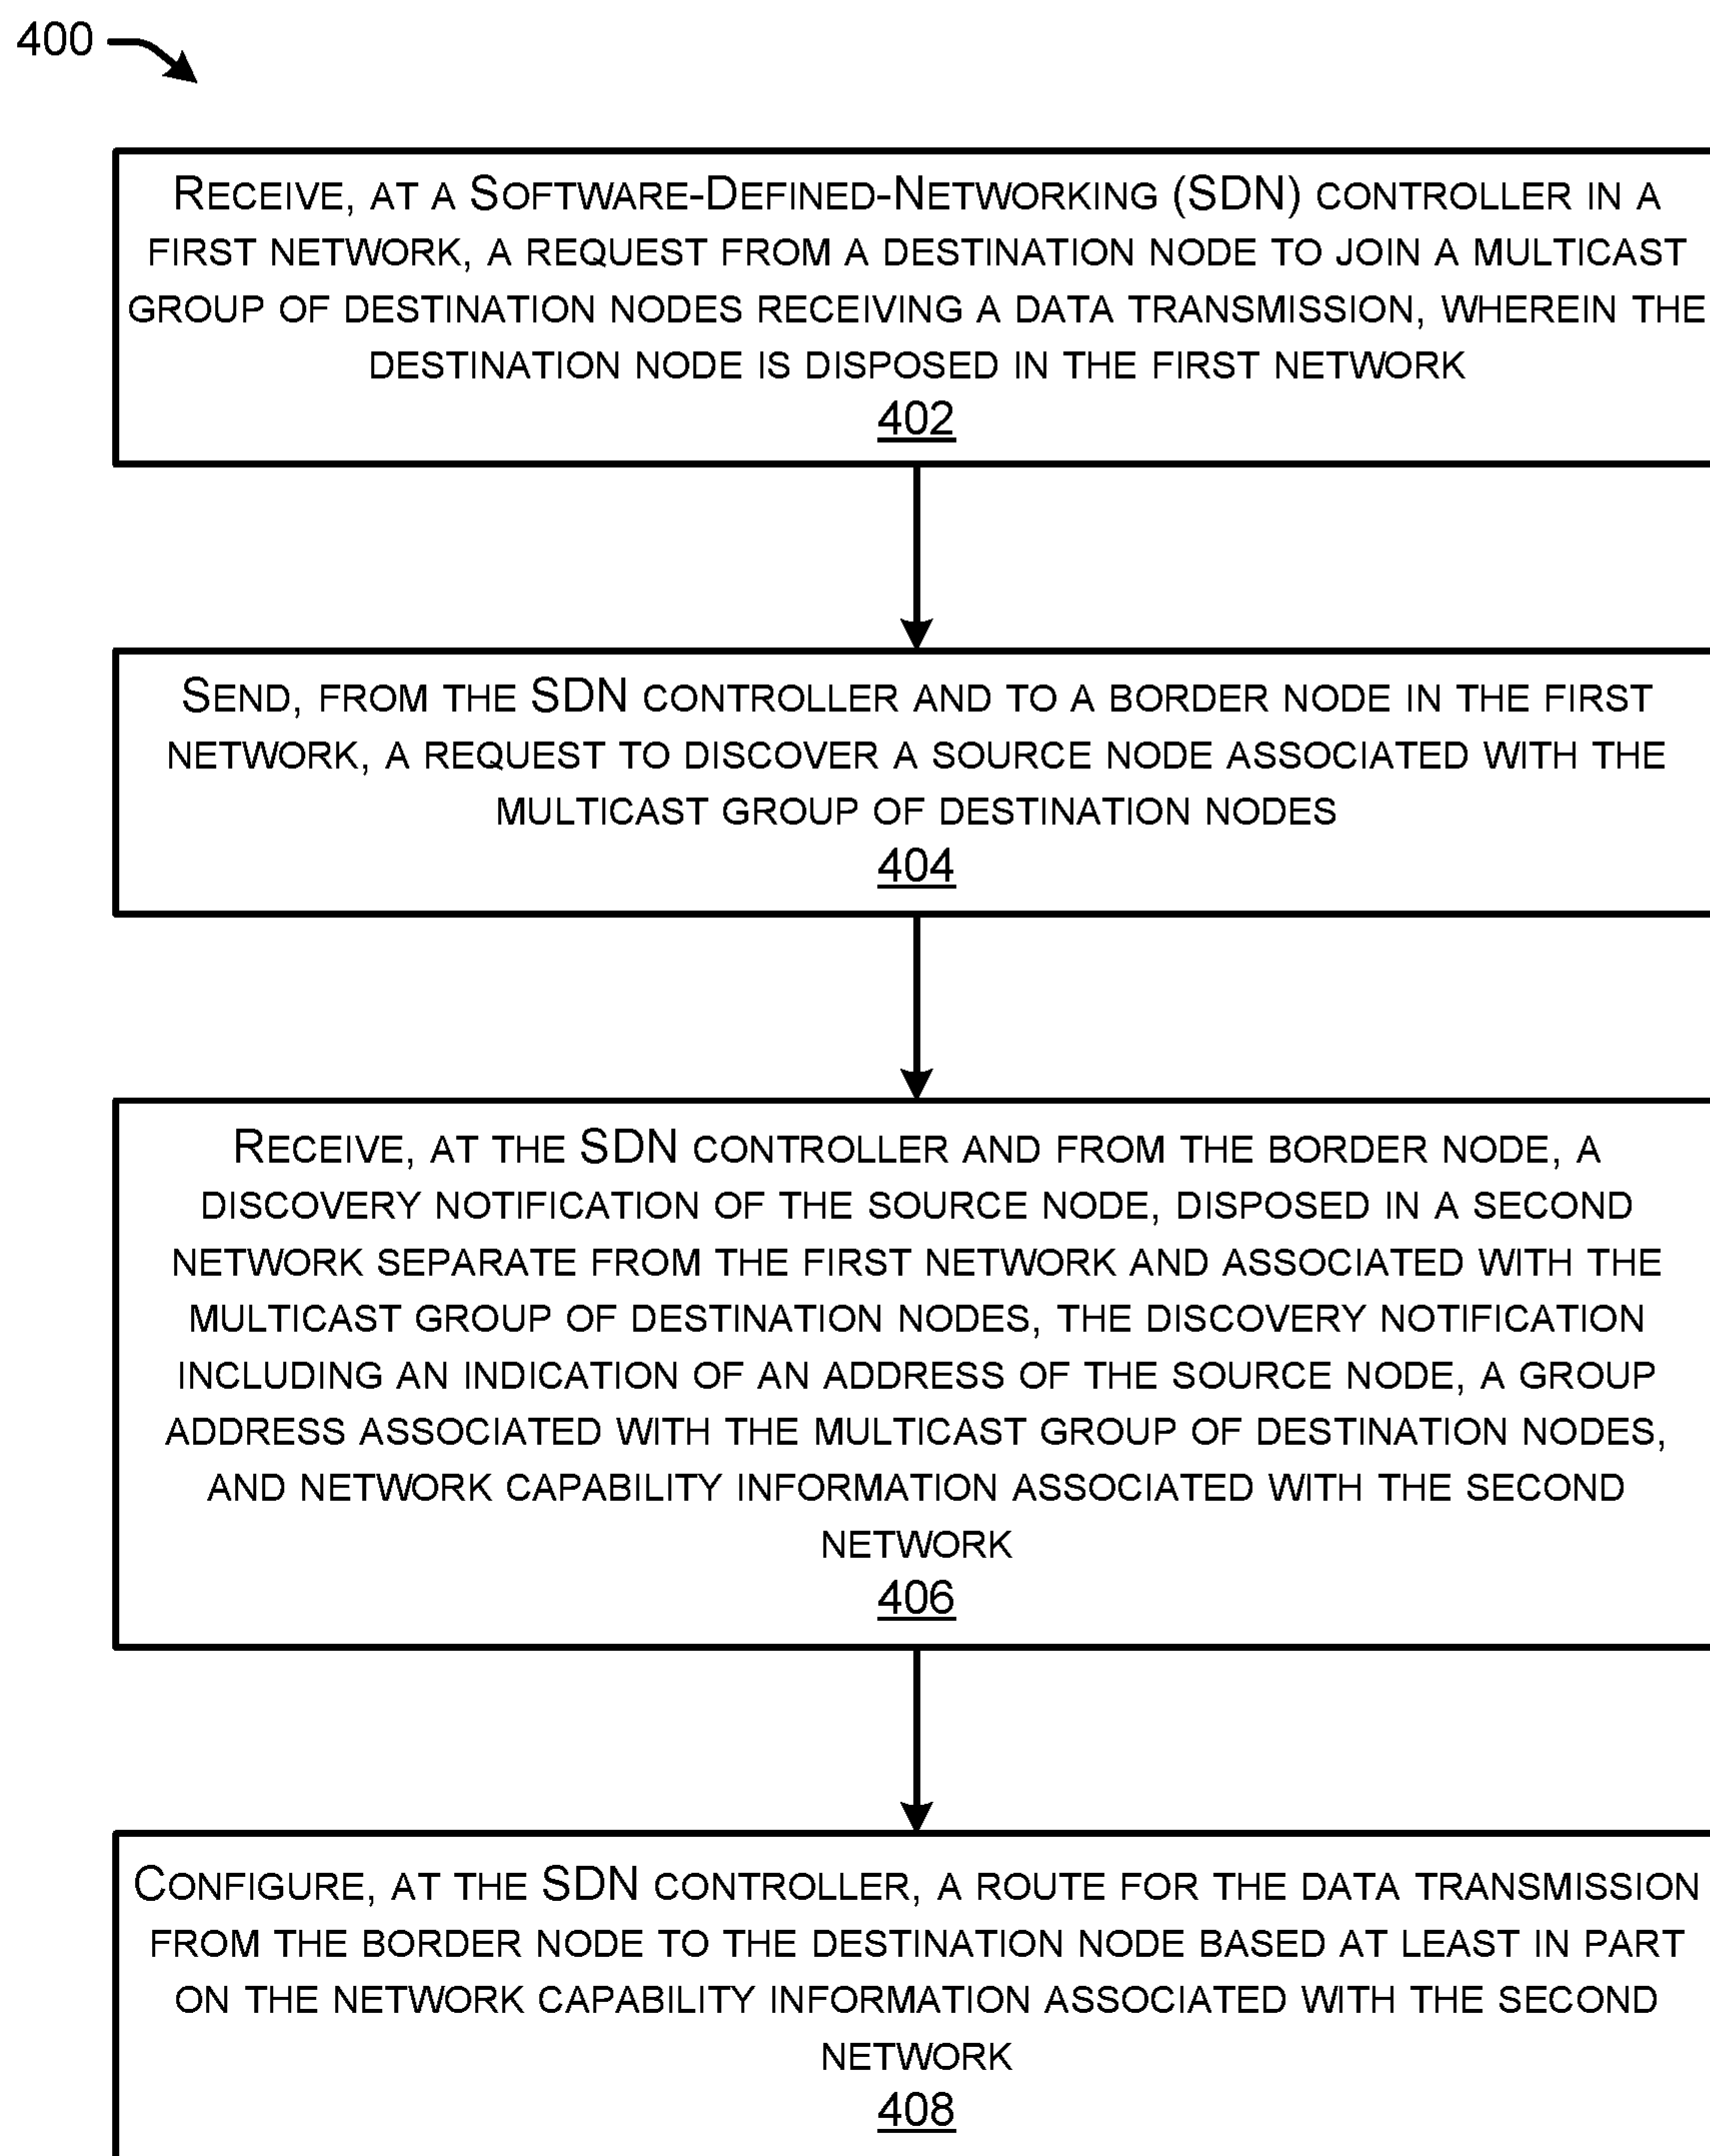 400
RECEIVE, AT A SOFTWARE-DEFINED-NETWORKING (SDN) CONTROLLER IN A
FIRST NETWORK, A REQUEST FROM A DESTINATION NODE TO JOIN A MULTICAST
GROUP OF DESTINATION NODES RECEIVING A DATA TRANSMISSION, WHEREIN THE
DESTINATION NODE IS DISPOSED IN THE FIRST NETWORK
402
SEND, FROM THE SDN CONTROLLER AND TO A BORDER NODE IN THE FIRST
NETWORK, A REQUEST TO DISCOVER A SOURCE NODE ASSOCIATED WITH THE
MULTICAST GROUP OF DESTINATION NODES
404
RECEIVE, AT THE SDN CONTROLLER AND FROM THE BORDER NODE, A
DISCOVERY NOTIFICATION OF THE SOURCE NODE, DISPOSED IN A SECOND
NETWORK SEPARATE FROM THE FIRST NETWORK AND ASSOCIATED WITH THE
MULTICAST GROUP OF DESTINATION NODES, THE DISCOVERY NOTIFICATION
INCLUDING AN INDICATION OF AN ADDRESS OF THE SOURCE NODE, A GROUP
ADDRESS ASSOCIATED WITH THE MULTICAST GROUP OF DESTINATION NODES,
AND NETWORK CAPABILITY INFORMATION ASSOCIATED WITH THE SECOND
NETWORK
406
CONFIGURE, AT THE SDN CONTROLLER, A ROUTE FOR THE DATA TRANSMISSION
FROM THE BORDER NODE TO THE DESTINATION NODE BASED AT LEAST IN PART
ON THE NETWORK CAPABILITY INFORMATION ASSOCIATED WITH THE SECOND
NETWORK
408